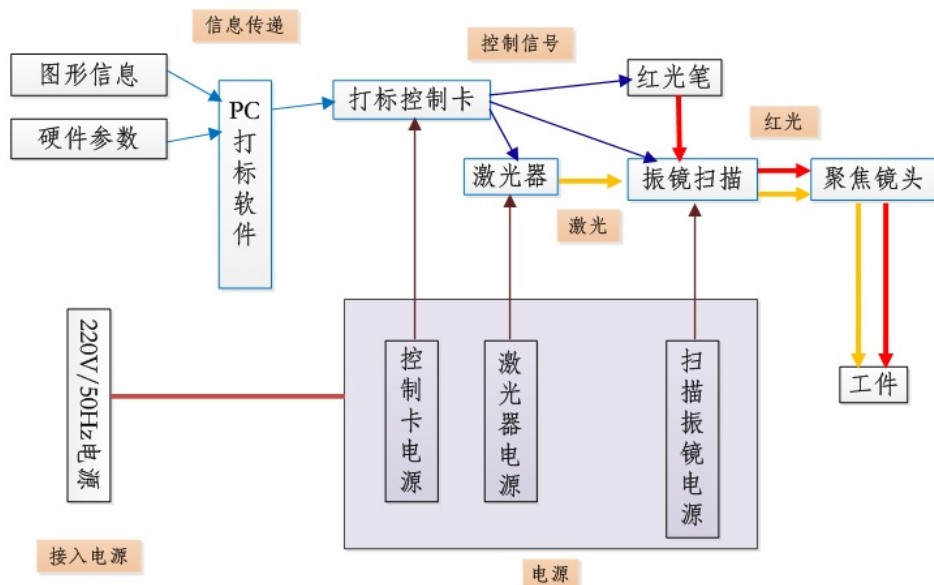 信息传递
控制信号
图形信息
硬件参数
PC打标软件
打标控制卡
红光笔
红光
激光器
振镜扫描
聚焦镜头
激光
220V/50Hz电源
控制卡电源
激光器电源
扫描振镜电源
工件
接入电源
电源